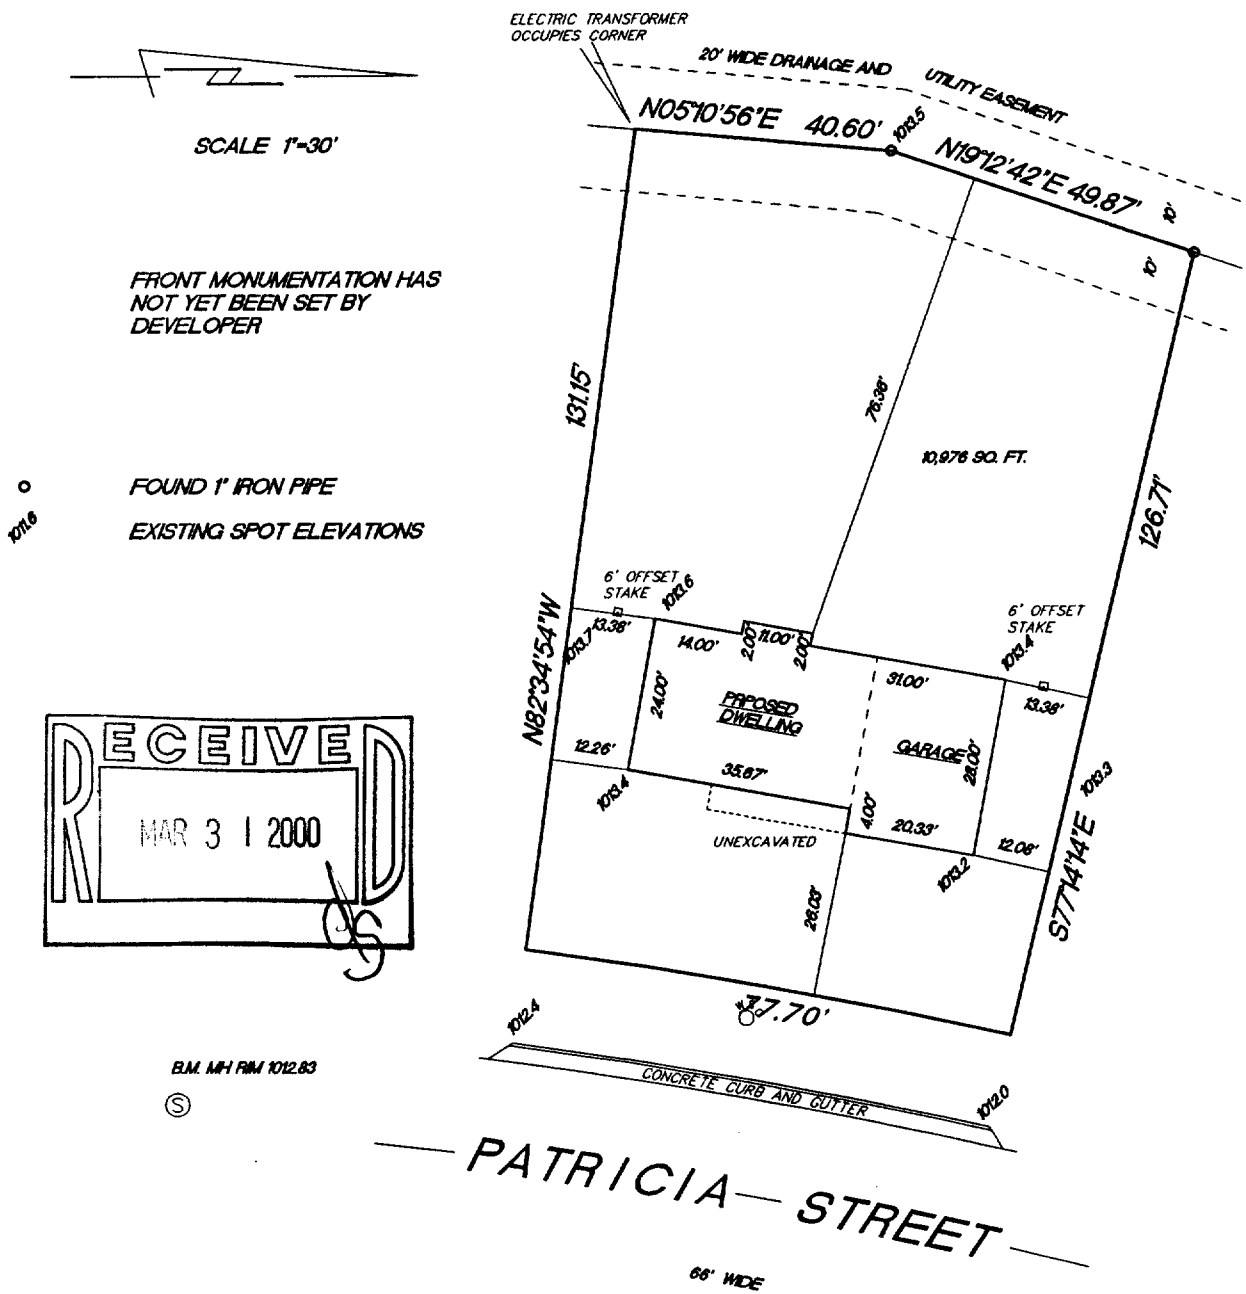 ELECTRIC TRANSFORMER
OCCUPIES CORNER
20' WIDE DRAINAGE AND UTILITY EASEMENT
N05°10'56"E 40.60'
1013.5
N19°12'42"E 49.87'
10'
10'
SCALE 1"=30'
FRONT MONUMENTATION HAS
NOT YET BEEN SET BY
DEVELOPER
131.15'
76.36'
10,976 SQ. FT.
126.71'
FOUND 1" IRON PIPE
1011.6
EXISTING SPOT ELEVATIONS
6' OFFSET
STAKE
1013.6
13.38'
1013.7
N82°34'54"W
14.00'
2.00'
11.00'
2.00'
31.00'
6' OFFSET
STAKE
1013.4
13.38'
24.00'
PRPOSED
DWELLING
GARAGE
28.00'
12.26'
35.67'
1013.4
4.00'
20.33'
UNEXCAVATED
1013.2
12.08'
1013.3
S77°14'14"E
26.03'
RECEIVED
MAR 3 1 2000
77.70'
1012.4
CONCRETE CURB AND GUTTER
1012.0
B.M. MH RIM 1012.83
S
PATRICIA STREET
66' WIDE